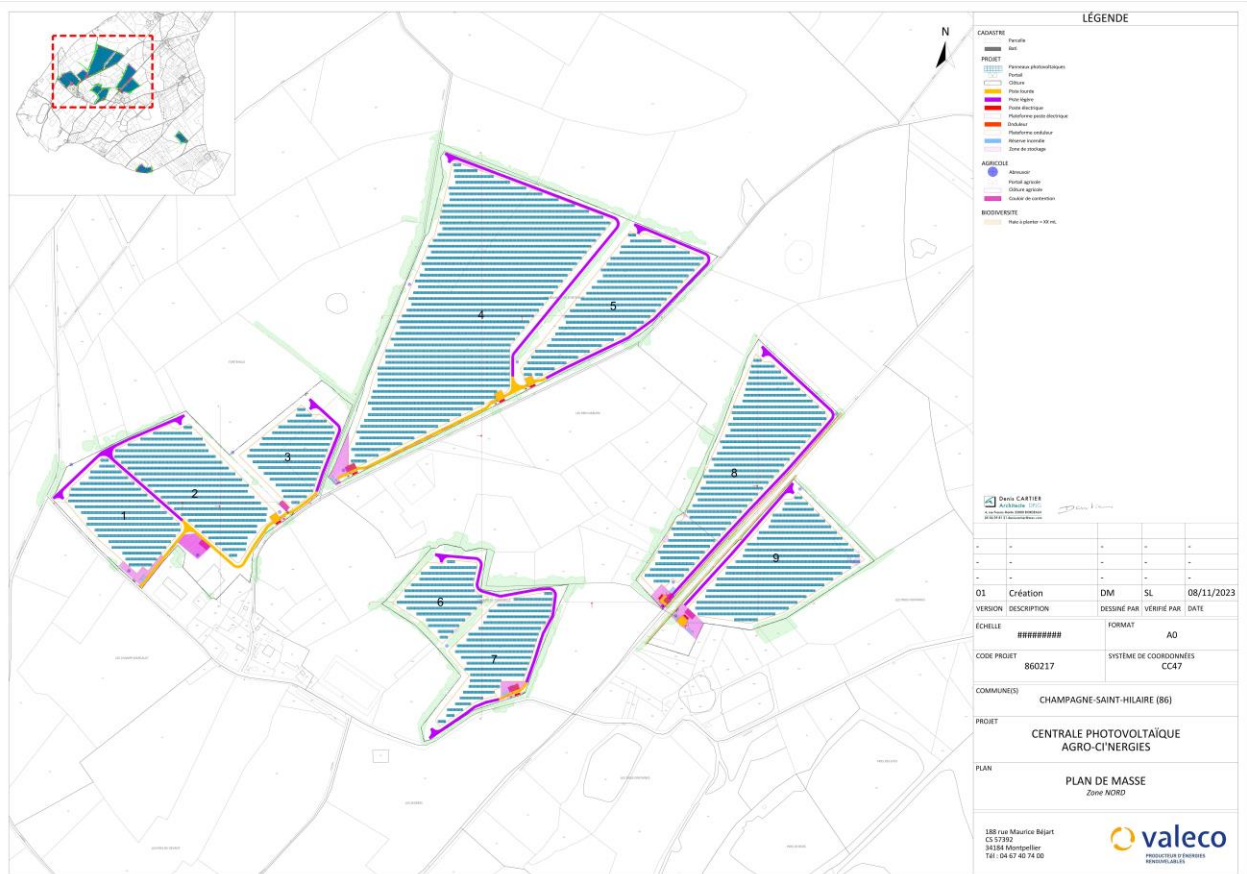 N
4
5
3
2
1
8
9
6
7
LÉGENDE
CADASTRE
Parcelle
Bâti
PROJET
Panneaux photovoltaïques
Portail
Clôture
Piste lourde
Piste légère
Poste électrique
Plateforme poste électrique
Onduleur
Plateforme onduleur
Réserve incendie
Zone de stockage
AGRICOLE
Abreuvoir
Portail agricole
Clôture agricole
Couloir de contention
BIODIVERSITE
Haie à planter = XX mL
Denis CARTIER
Architecte
- - - - -
- - - - -
- - - - -
01 Création DM SL 08/11/2023
VERSION DESCRIPTION DESSINÉ PAR VÉRIFIÉ PAR DATE
ÉCHELLE FORMAT
######### A0
CODE PROJET SYSTÈME DE COORDONNÉES
860217 CC47
COMMUNE(S)
CHAMPAGNE-SAINT-HILAIRE (86)
PROJET
CENTRALE PHOTOVOLTAÏQUE
AGRO-CI'NERGIES
PLAN
PLAN DE MASSE
Zone NORD
188 rue Maurice Béjart
CS 57392
34184 Montpellier
Tél : 04 67 40 74 00
valeco
PRODUCTEUR D'ÉNERGIES
RENOUVELABLES